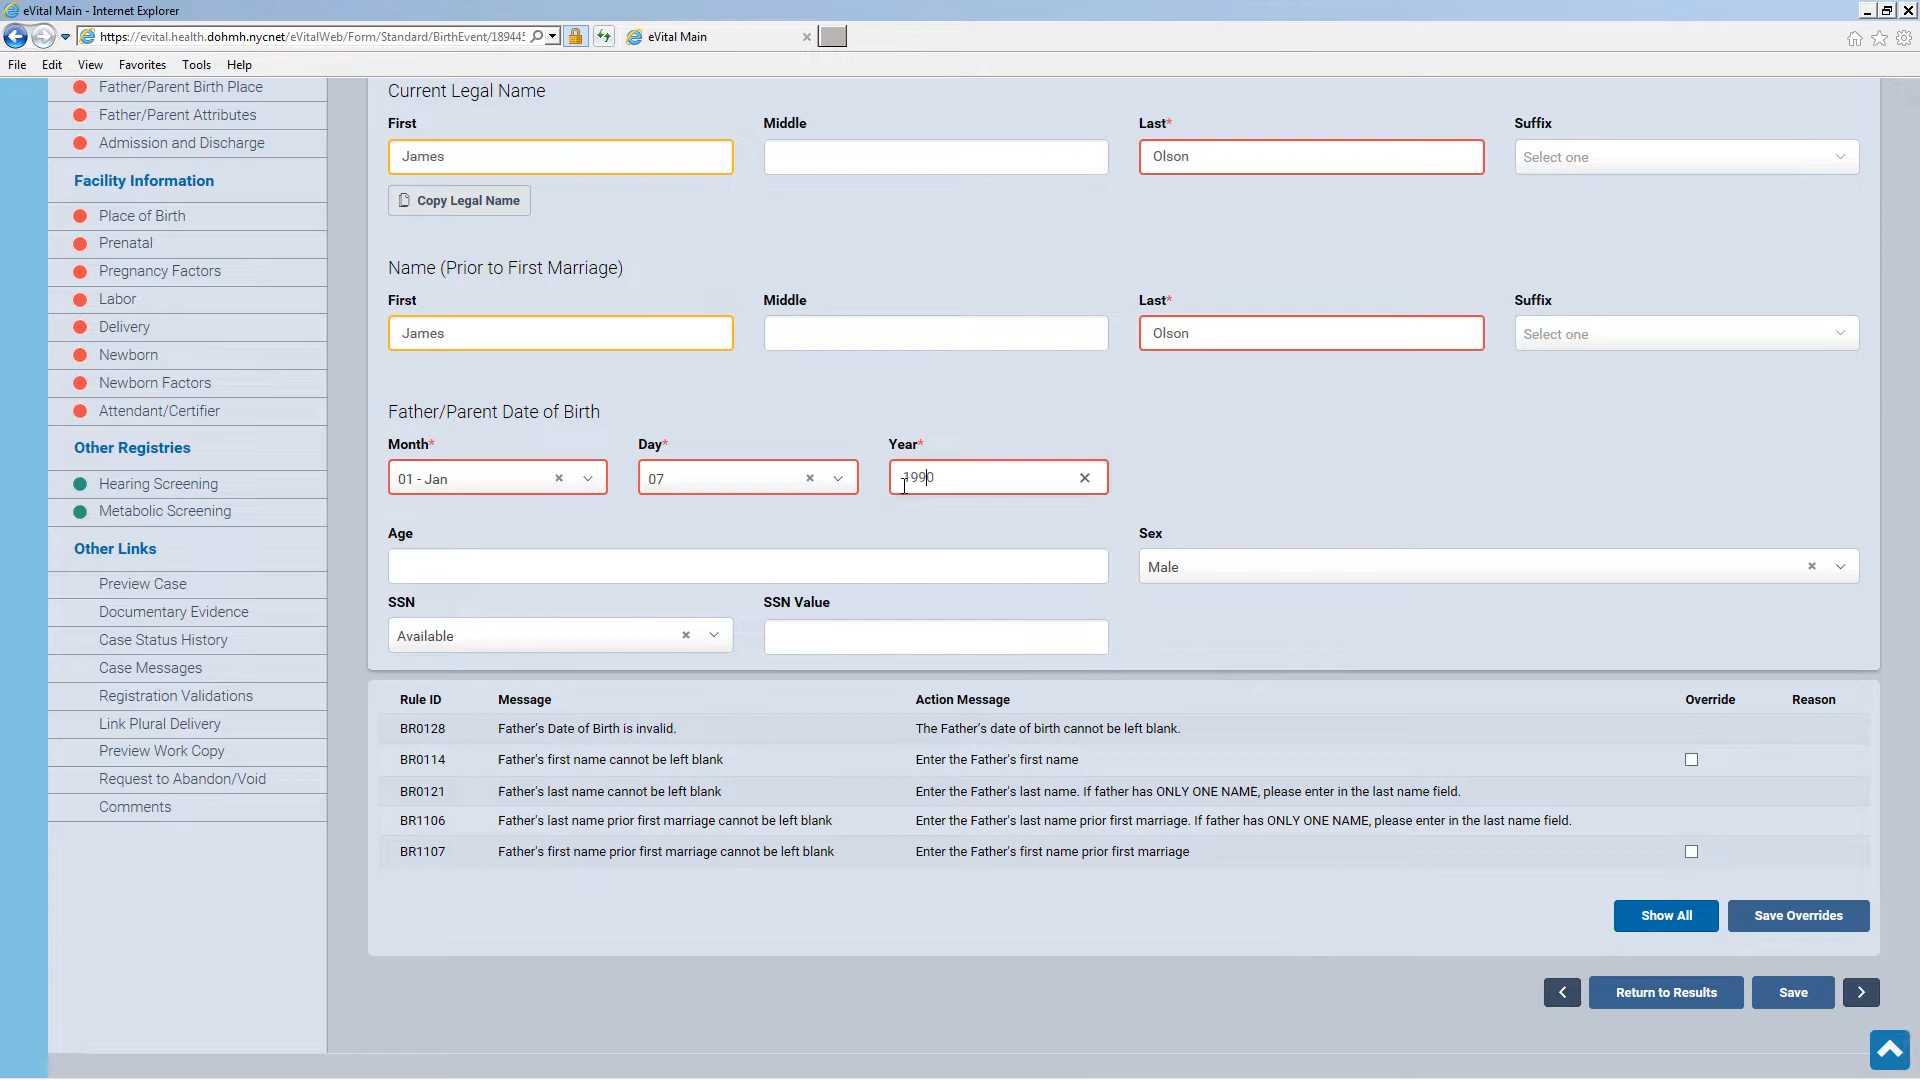 eVital Main - Internet Explorer
https://evital.health.dohmh.nycnet/eVitalWeb/Form/Standard/BirthEvent/18944
eVital Main
File Edit View Favorites Tools Help
Father/Parent Birth Place
Father/Parent Attributes
Admission and Discharge
Facility Information
Place of Birth
Prenatal
Pregnancy Factors
Labor
Delivery
Newborn
Newborn Factors
Attendant/Certifier
Other Registries
Hearing Screening
Metabolic Screening
Other Links
Preview Case
Documentary Evidence
Case Status History
Case Messages
Registration Validations
Link Plural Delivery
Preview Work Copy
Request to Abandon/Void
Comments
Current Legal Name
First Middle Last* Suffix
James Olson Select one
Copy Legal Name
Name (Prior to First Marriage)
First Middle Last* Suffix
James Olson Select one
Father/Parent Date of Birth
Month* Day* Year*
01 - Jan 07 1990
Age Sex
Male
SSN SSN Value
Available
Rule ID Message Action Message Override Reason
BR0128 Father's Date of Birth is invalid. The Father's date of birth cannot be left blank.
BR0114 Father's first name cannot be left blank Enter the Father's first name
BR0121 Father's last name cannot be left blank Enter the Father's last name. If father has ONLY ONE NAME, please enter in the last name field.
BR1106 Father's last name prior first marriage cannot be left blank Enter the Father's last name prior first marriage. If father has ONLY ONE NAME, please enter in the last name field.
BR1107 Father's first name prior first marriage cannot be left blank Enter the Father's first name prior first marriage
Show All Save Overrides
Return to Results Save